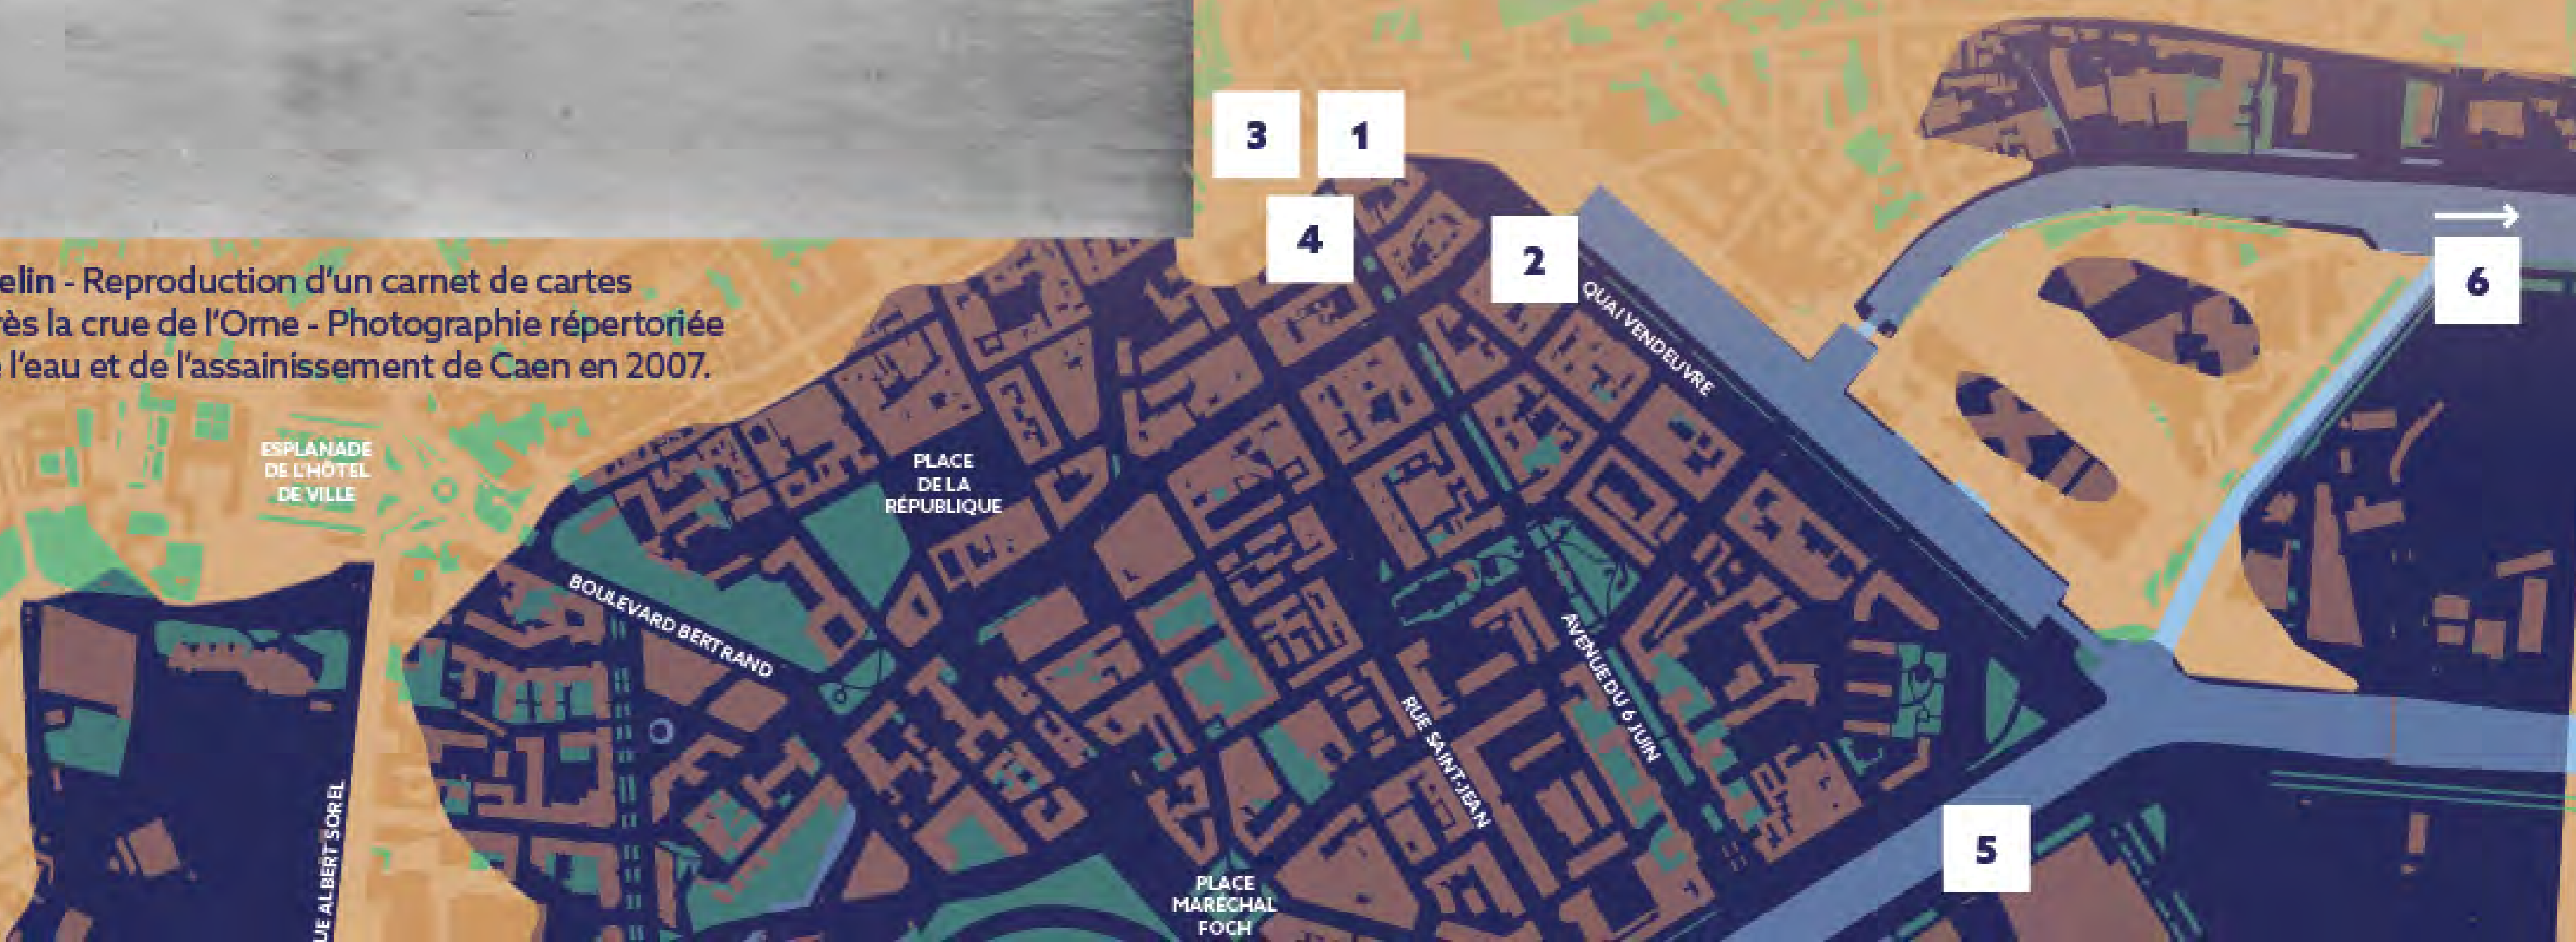 3
1
4
2
6
elin - Reproduction d'un carnet de cartes
rès la crue de l'Orne - Photographie répertoriée
e l'eau et de l'assainissement de Caen en 2007.
QUAI VENDEUVRE
ESPLANADE
DE L'HÔTEL
DE VILLE
PLACE
DE LA
RÉPUBLIQUE
BOULEVARD BERTRAND
AVENUE DU 6 JUIN
RUE SAINT-JEAN
UE ALBERT SOREL
5
PLACE
MARÉCHAL
FOCH